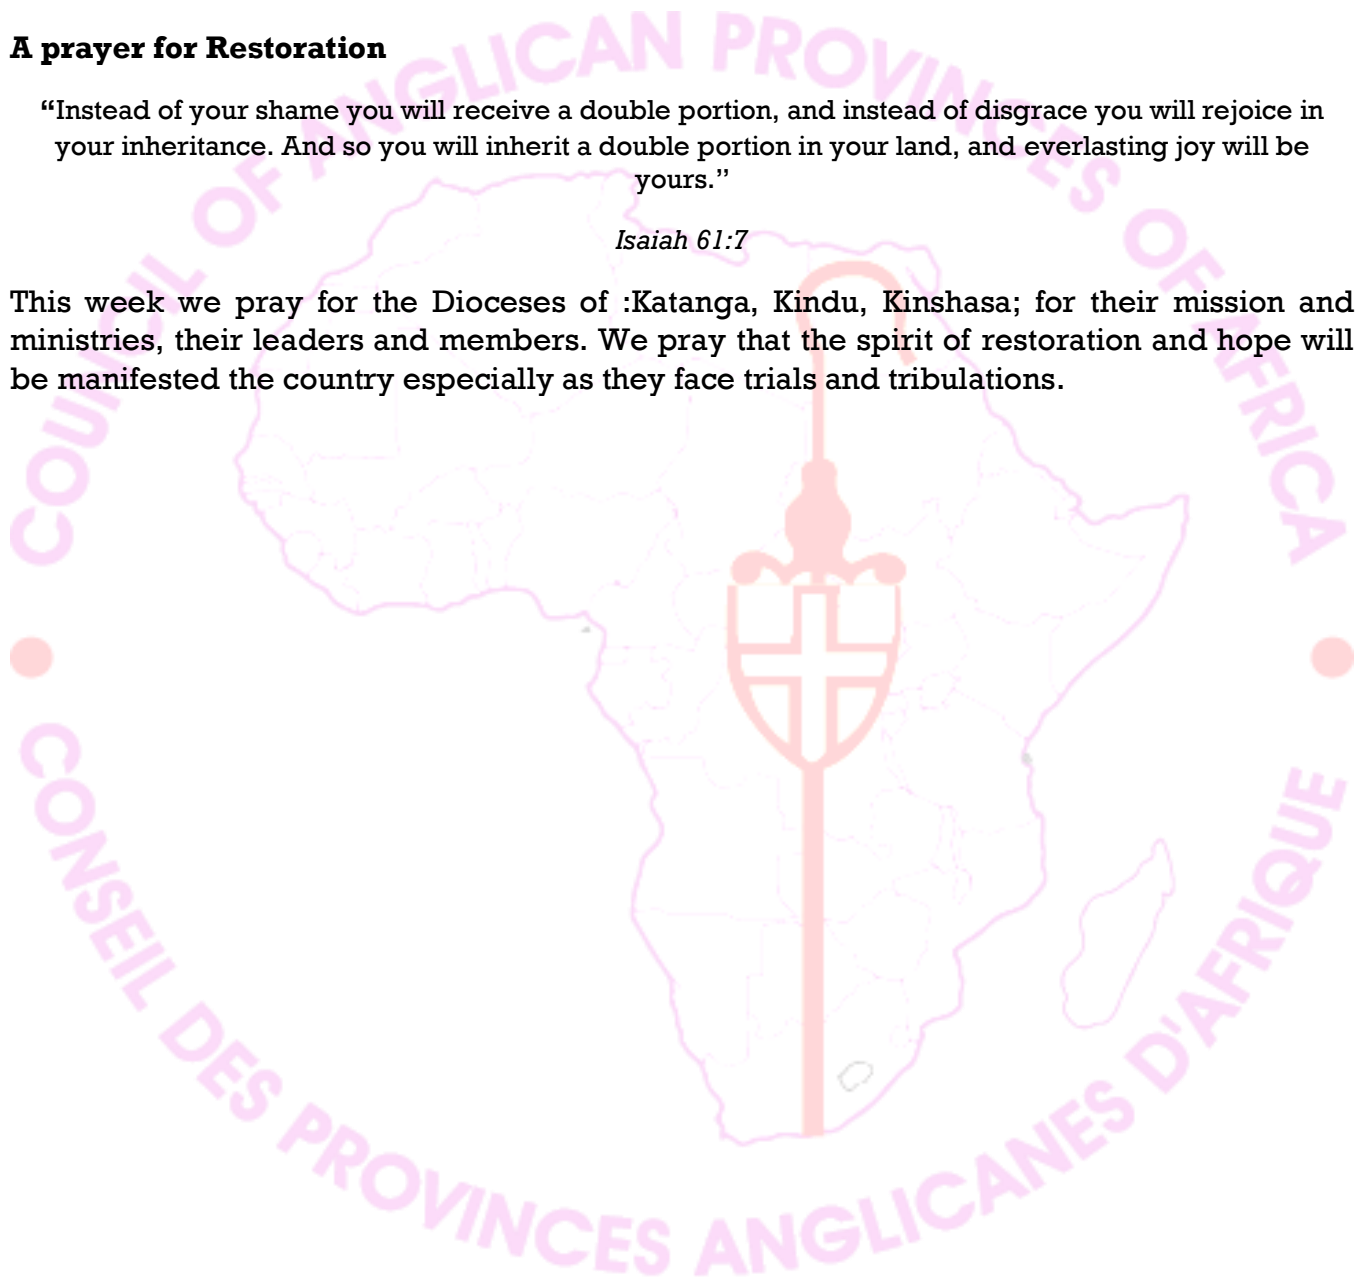 A prayer for Restoration
“Instead of your shame you will receive a double portion, and instead of disgrace you will rejoice in
your inheritance. And so you will inherit a double portion in your land, and everlasting joy will be
yours.”
Isaiah 61:7
This week we pray for the Dioceses of :Katanga, Kindu, Kinshasa; for their mission and
ministries, their leaders and members. We pray that the spirit of restoration and hope will
be manifested the country especially as they face trials and tribulations.
COUNCIL OF ANGLICAN PROVINCES OF AFRICA
CONSEIL DES PROVINCES ANGLICANES D'AFRIQUE